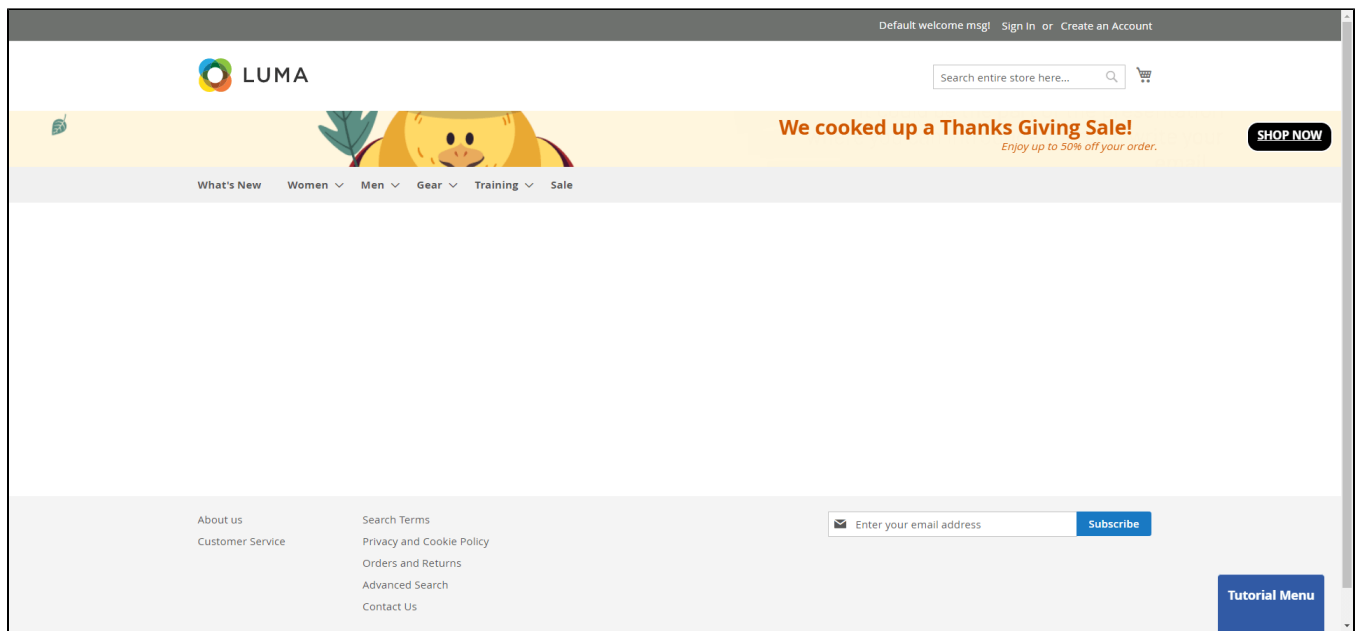 Default welcome msg! Sign In or Create an Account
LUMA
Search entire store here...
We cooked up a Thanks Giving Sale!
Enjoy up to 50% off your order.
SHOP NOW
What's New Women Men Gear Training Sale
About us
Customer Service
Search Terms
Privacy and Cookie Policy
Orders and Returns
Advanced Search
Contact Us
Enter your email address
Subscribe
Tutorial Menu